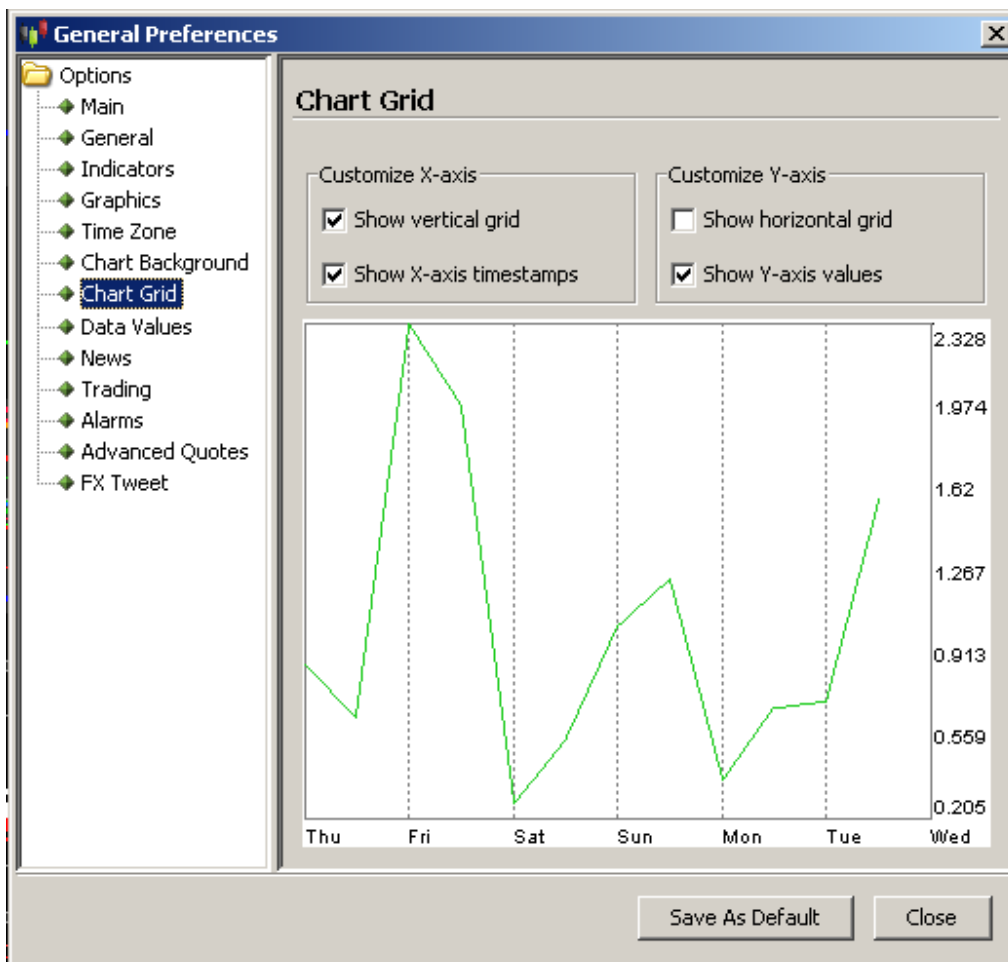 General Preferences
Options
Main
General
Indicators
Graphics
Time Zone
Chart Background
Chart Grid
Data Values
News
Trading
Alarms
Advanced Quotes
FX Tweet
Chart Grid
Customize X-axis
Show vertical grid
Show X-axis timestamps
Customize Y-axis
Show horizontal grid
Show Y-axis values
2.328
1.974
1.62
1.267
0.913
0.559
0.205
Thu Fri Sat Sun Mon Tue Wed
Save As Default Close